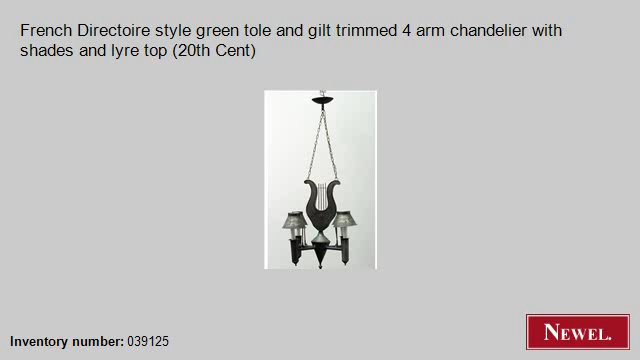 French Directoire style green tole and gilt trimmed 4 arm chandelier with
shades and lyre top (20th Cent)
NEWEL.
Inventory number: 039125